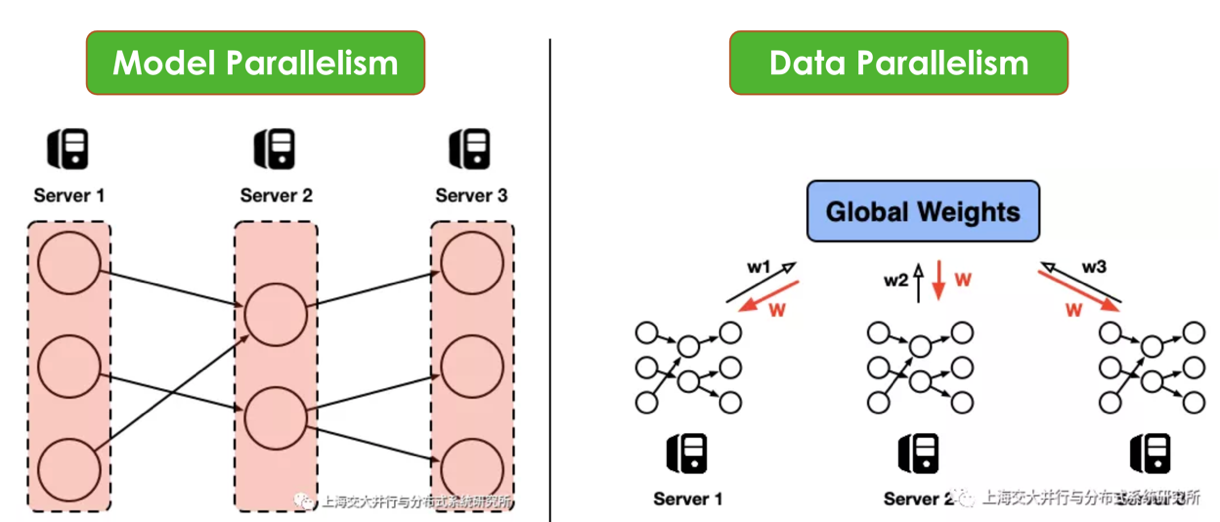 Model Parallelism
Data Parallelism
Server 1
Server 2
Server 3
Global Weights
w1
W
w2
W
w3
W
Server 1
Server 2
上海交大并行与分布式系统研究所
上海交大并行与分布式系统研究所